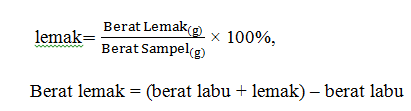 lemak= Berat Lemak(g) / Berat Sampel(g) × 100%,
Berat lemak = (berat labu + lemak) – berat labu